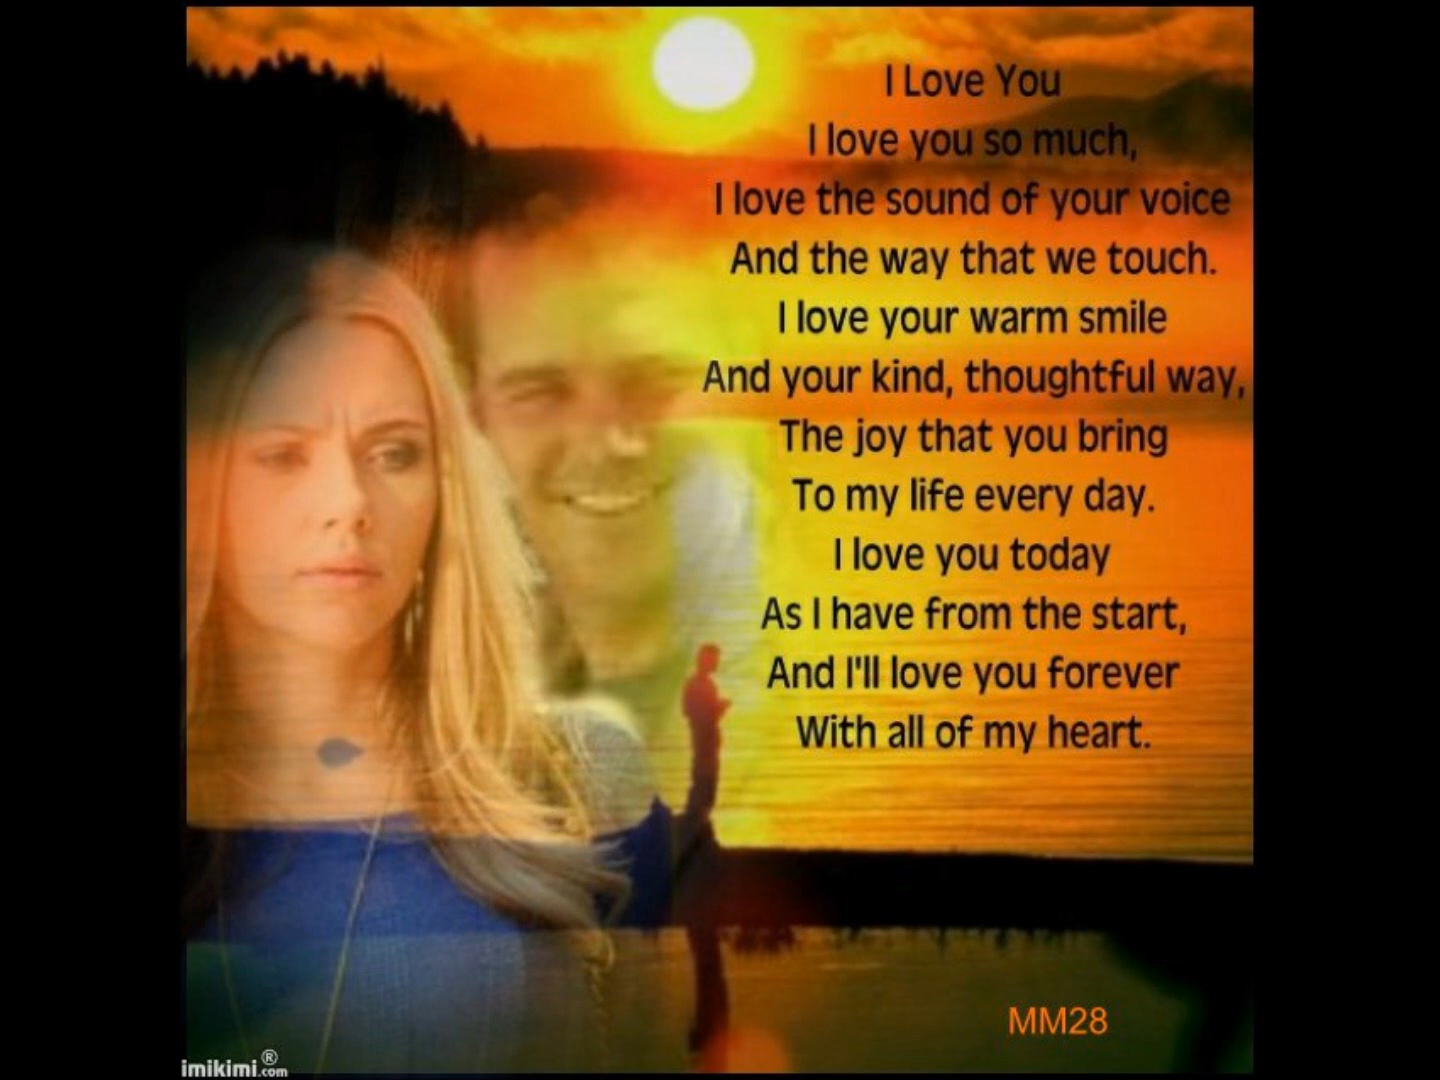 I Love You
I love you so much,
I love the sound of your voice
And the way that we touch.
I love your warm smile
And your kind, thoughtful way,
The joy that you bring
To my life every day.
I love you today
As I have from the start,
And I'll love you forever
With all of my heart.
MM28
imikimi.com®